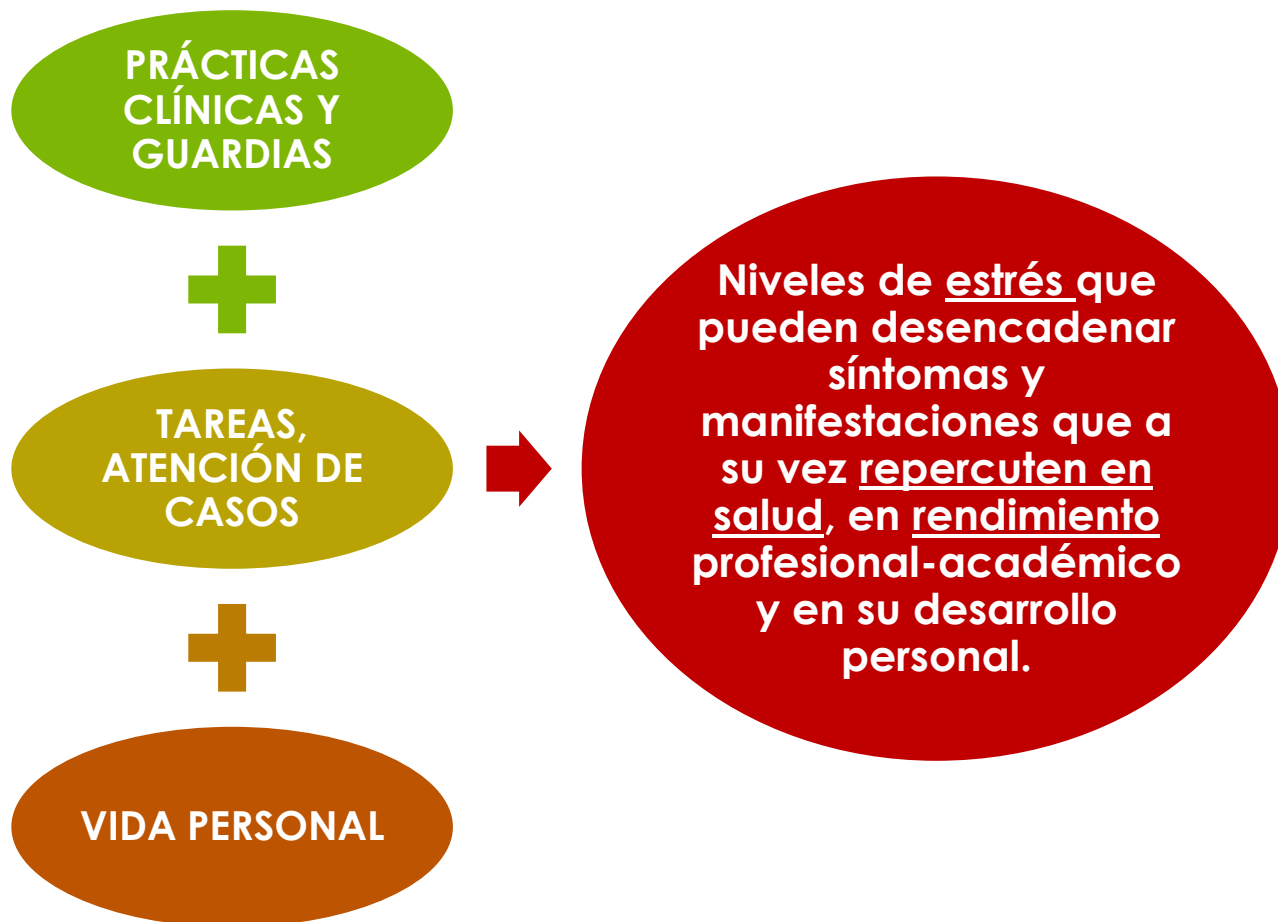 PRÁCTICAS
CLÍNICAS Y
GUARDIAS
TAREAS,
ATENCIÓN DE
CASOS
VIDA PERSONAL
Niveles de estrés que
pueden desencadenar
síntomas y
manifestaciones que a
su vez repercuten en
salud, en rendimiento
profesional-académico
y en su desarrollo
personal.